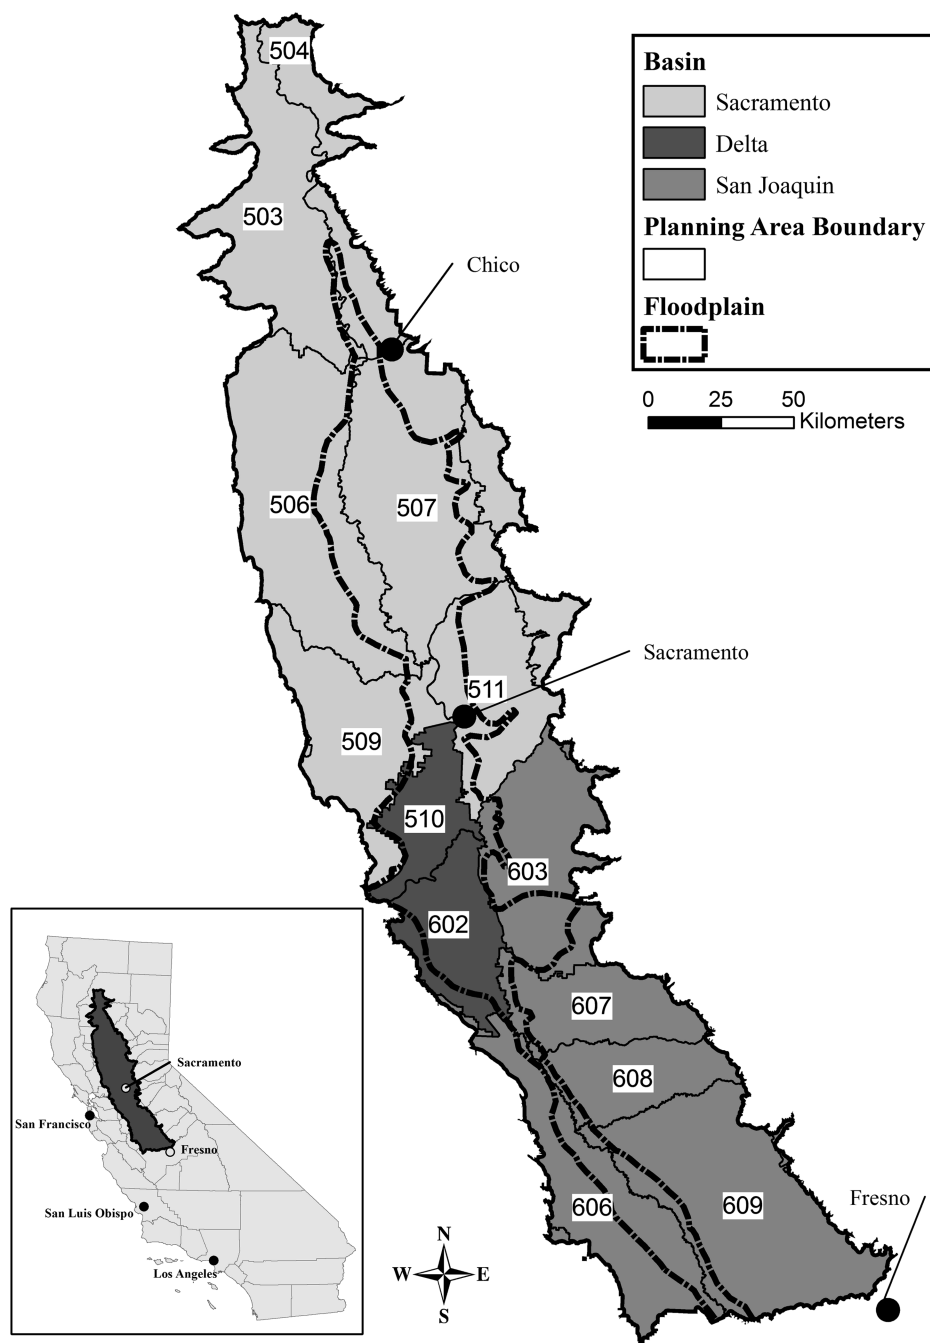 504
Basin
Sacramento
Delta
San Joaquin
Planning Area Boundary
Floodplain
503
Chico
0 25 50
Kilometers
506
507
Sacramento
511
509
510
603
602
607
608
606
609
Fresno
Sacramento
San Francisco
Fresno
San Luis Obispo
Los Angeles
N
W E
S